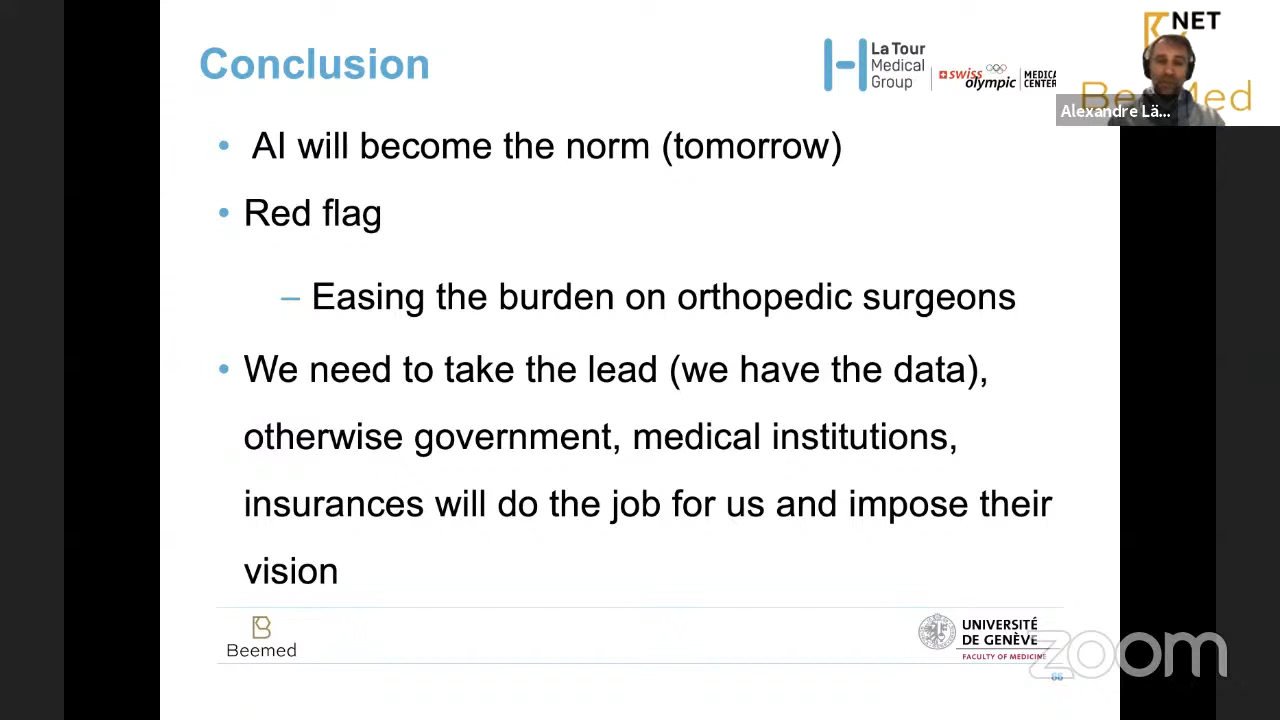 Conclusion
La Tour
Medical
Group
swiss
olympic
MEDICAL
CENTER
NET
Alexandre Lä...
• AI will become the norm (tomorrow)
• Red flag
– Easing the burden on orthopedic surgeons
• We need to take the lead (we have the data),
otherwise government, medical institutions,
insurances will do the job for us and impose their
vision
Beemed
UNIVERSITÉ
DE GENÈVE
FACULTY OF MEDICINE
zoom
66